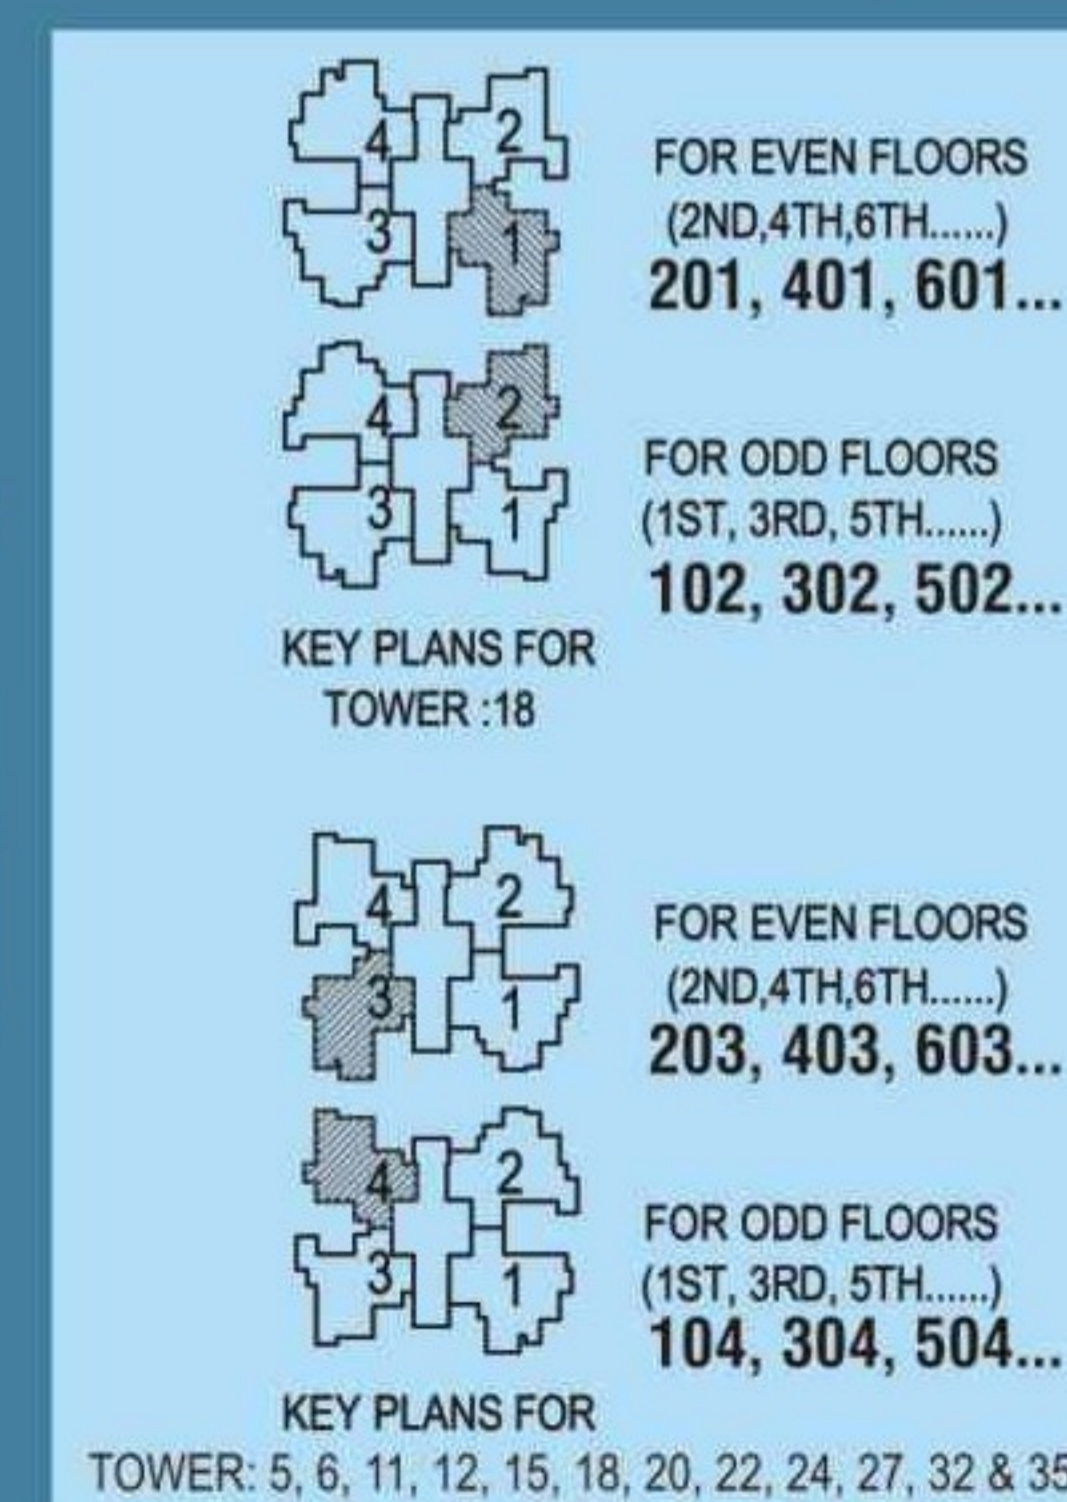 4 2
3 1
FOR EVEN FLOORS
(2ND,4TH,6TH......)
201, 401, 601...
4 2
3 1
FOR ODD FLOORS
(1ST, 3RD, 5TH......)
102, 302, 502...
KEY PLANS FOR
TOWER :18
4 2
3 1
FOR EVEN FLOORS
(2ND,4TH,6TH......)
203, 403, 603...
4 2
3 1
FOR ODD FLOORS
(1ST, 3RD, 5TH......)
104, 304, 504...
KEY PLANS FOR
TOWER: 5, 6, 11, 12, 15, 18, 20, 22, 24, 27, 32 & 35